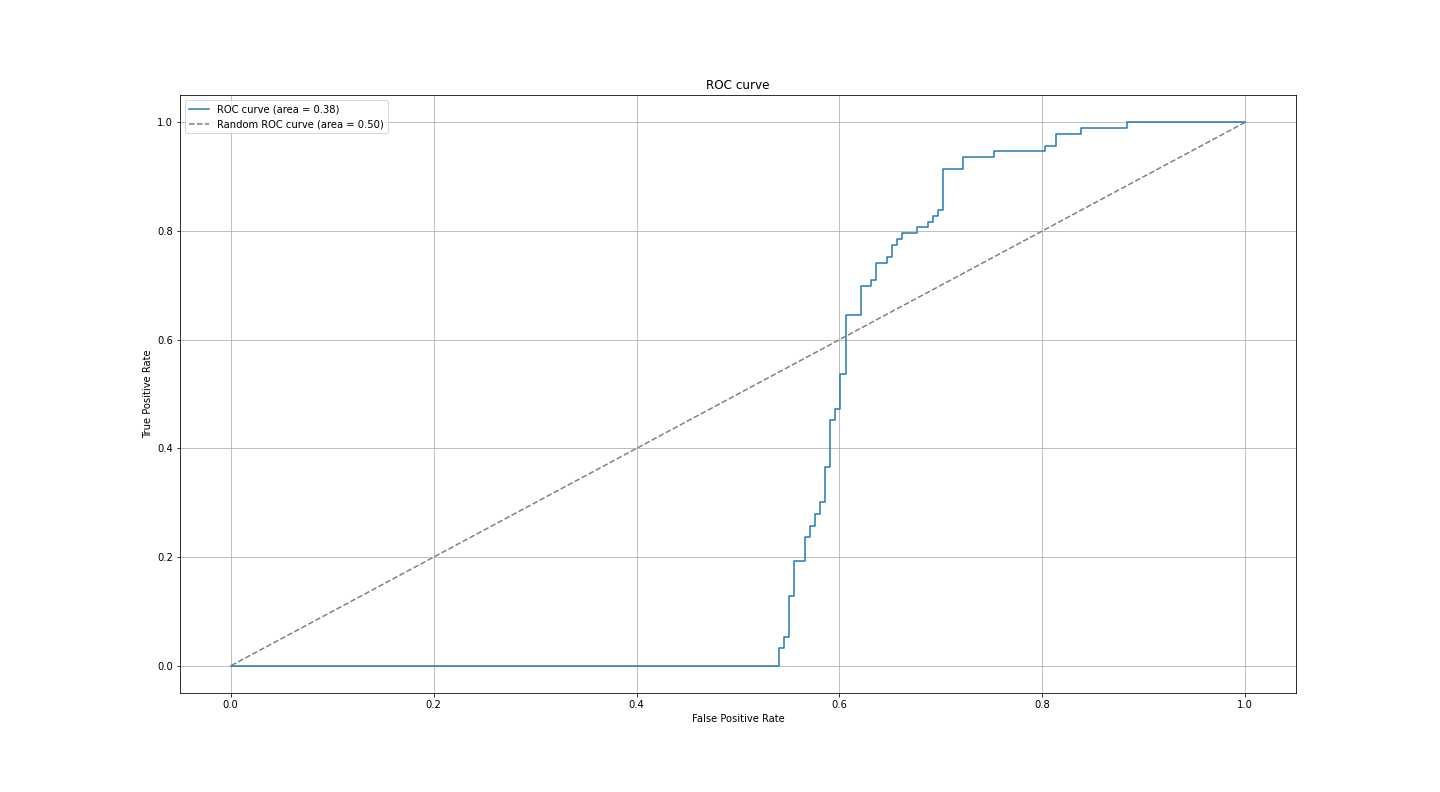 ROC curve
ROC curve (area = 0.38)
Random ROC curve (area = 0.50)
1.0
0.8
0.6
0.4
0.2
0.0
True Positive Rate
0.0
0.2
0.4
0.6
0.8
1.0
False Positive Rate